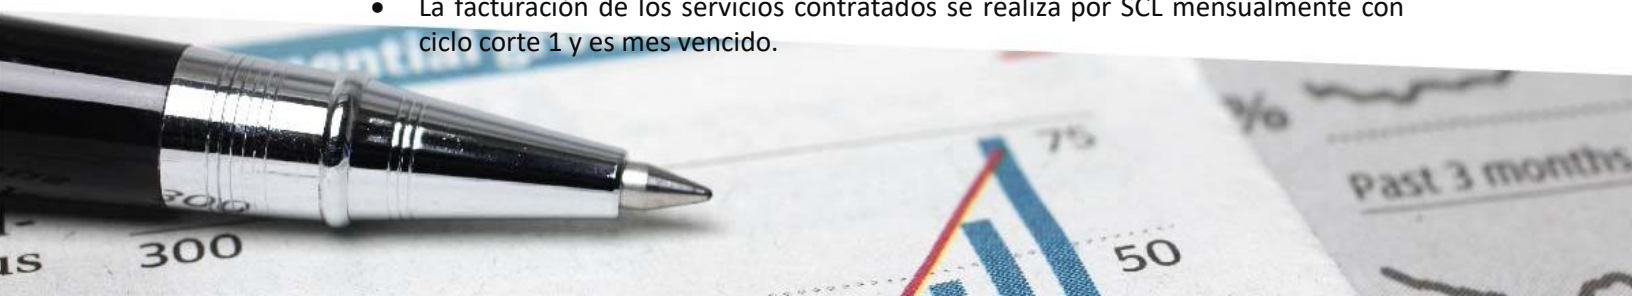 La facturación de los servicios contratados se realiza por SCL mensualmente con
ciclo corte 1 y es mes vencido.
75
%
Past 3 months
300
300
50